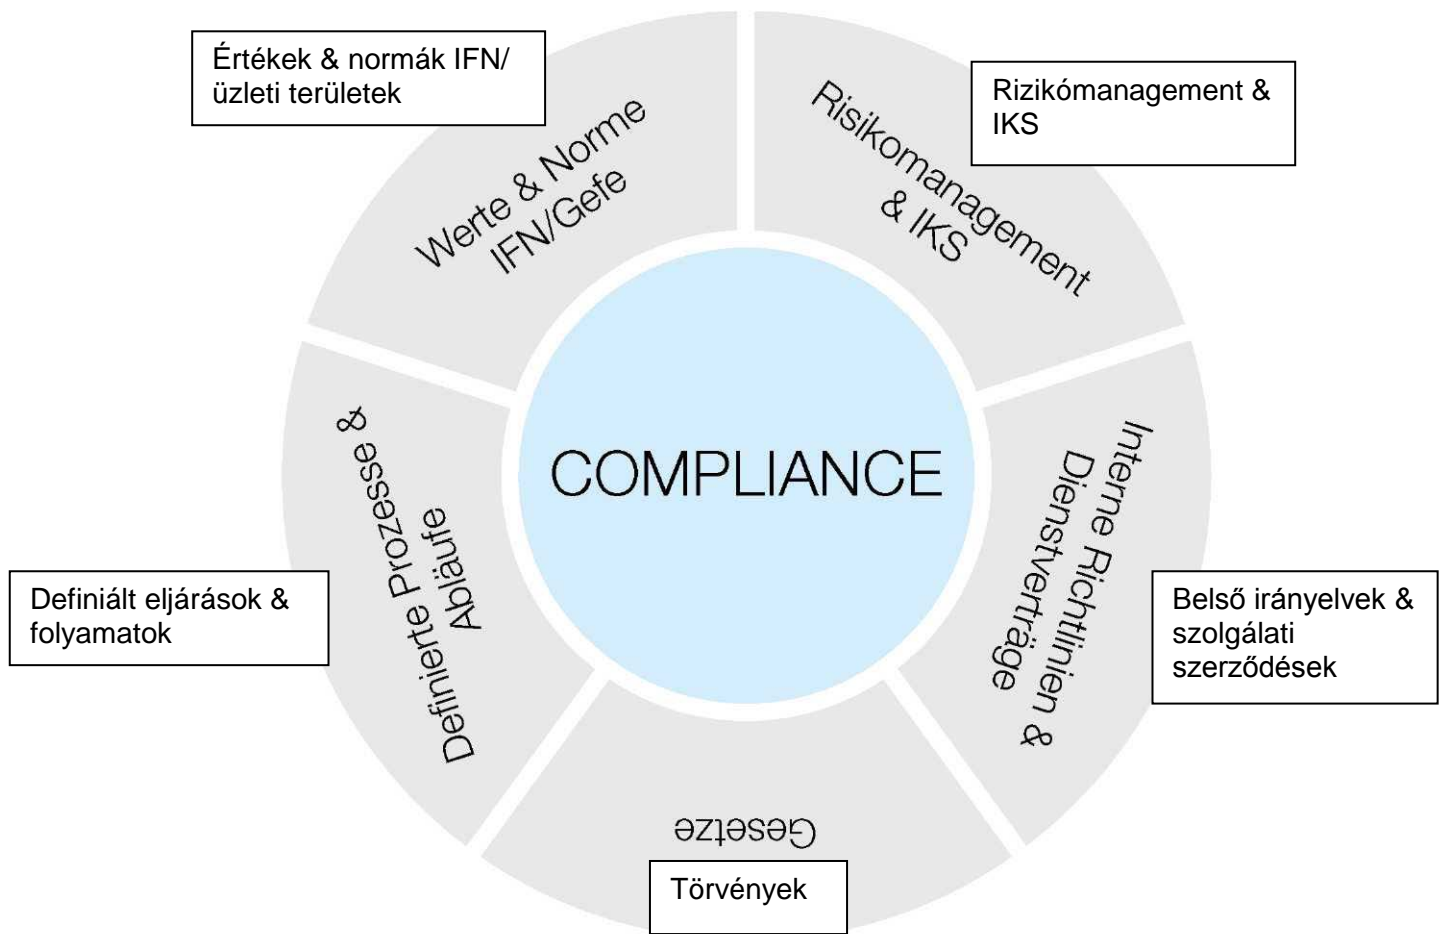 Értékek & normák IFN/
üzleti területek
Werte & Norme
IFN/Gefe
Rizikómanagement &
IKS
Risikomanagement
& IKS
COMPLIANCE
Definiált eljárások &
folyamatok
Definierte Prozesse &
Abläufe
Interne Richtlinien &
Dienstverträge
Belső irányelvek &
szolgálati
szerződések
Gesetze
Törvények